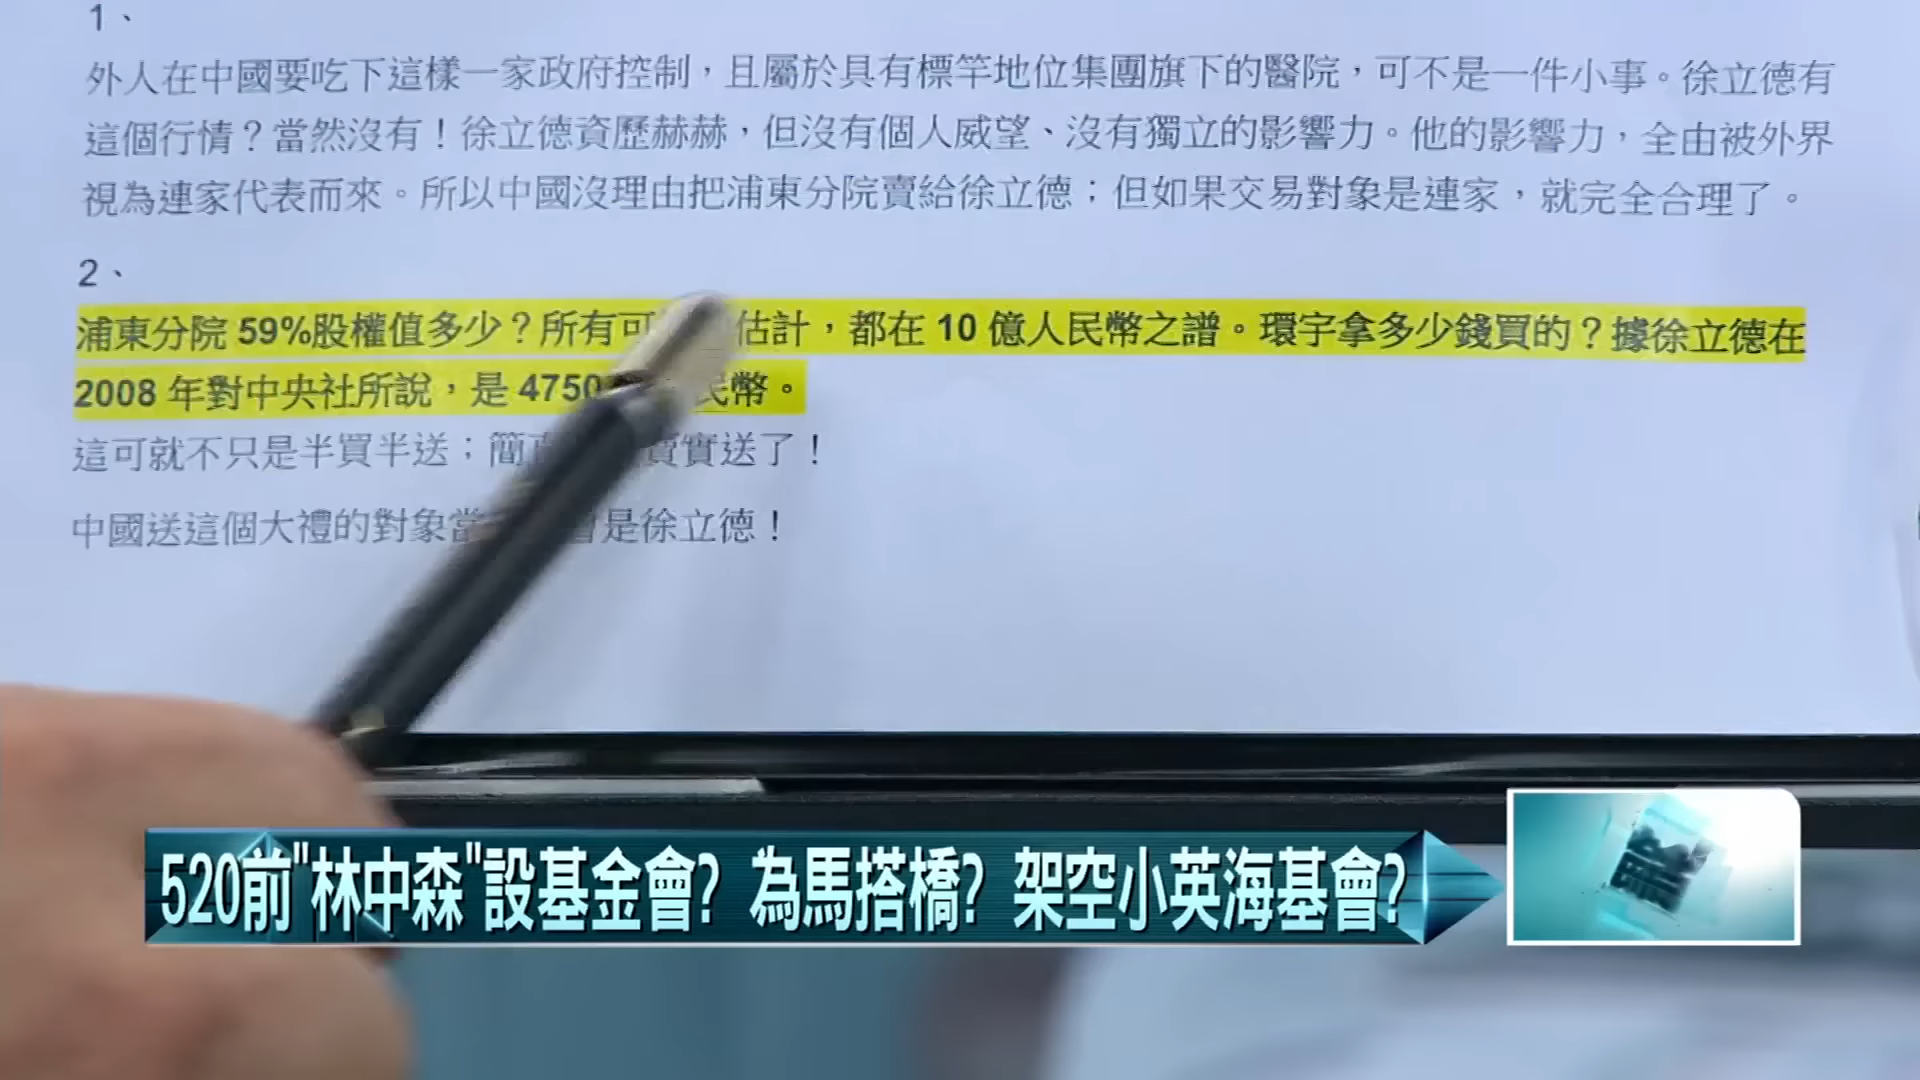 1、
外人在中國要吃下這樣一家政府控制，且屬於具有標竿地位集團旗下的醫院，可不是一件小事。徐立德有
這個行情？當然沒有！徐立德資歷赫赫，但沒有個人威望、沒有獨立的影響力。他的影響力，全由被外界
視為連家代表而來。所以中國沒理由把浦東分院賣給徐立德；但如果交易對象是連家，就完全合理了。
2、
浦東分院 59%股權值多少？所有可 估計，都在 10 億人民幣之譜。環宇拿多少錢買的？據徐立德在
2008 年對中央社所說，是 4750 民幣。
這可就不只是半買半送；簡 實送了！
中國送這個大禮的對象當 是徐立德！
520前"林中森"設基金會? 為馬搭橋? 架空小英海基會?